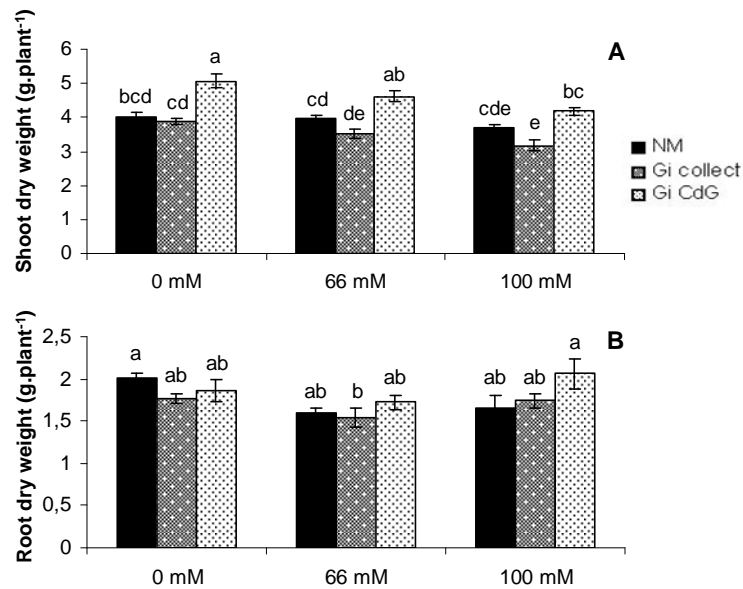 A
Shoot dry weight (g.plant⁻¹)
6
5
4
3
2
1
0
bcd cd a
cd de ab
cde e bc
0 mM 66 mM 100 mM
NM
Gi collect
Gi CdG
B
Root dry weight (g.plant⁻¹)
2,5
2
1,5
1
0,5
0
a ab ab
ab b ab
ab ab a
0 mM 66 mM 100 mM